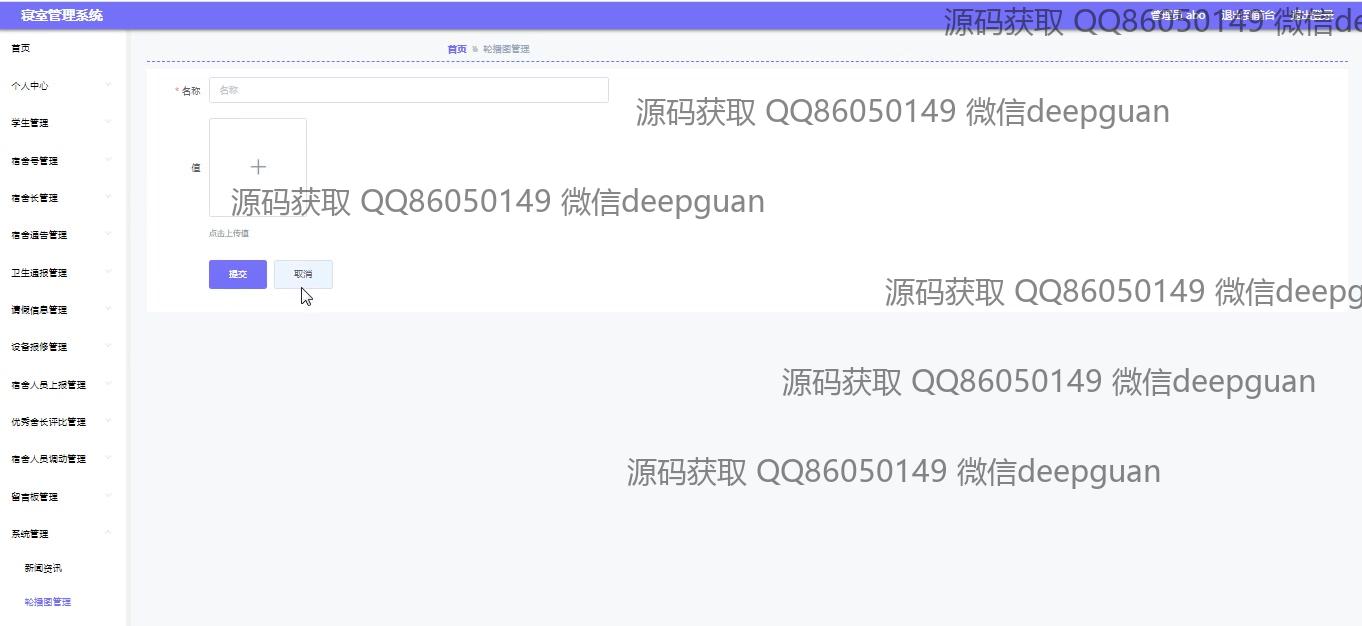 寝室管理系统
管理员 abo 退出到前台 退出登录
源码获取 QQ86050149 微信de
首页
个人中心
学生管理
宿舍号管理
宿舍长管理
宿舍通告管理
卫生通报管理
请假信息管理
设备报修管理
宿舍人员上报管理
优秀舍长评比管理
宿舍人员调动管理
留言板管理
系统管理
新闻资讯
轮播图管理
首页 轮播图管理
* 名称 名称
源码获取 QQ86050149 微信deepguan
值
源码获取 QQ86050149 微信deepguan
点击上传值
提交 取消
源码获取 QQ86050149 微信deepg
源码获取 QQ86050149 微信deepguan
源码获取 QQ86050149 微信deepguan